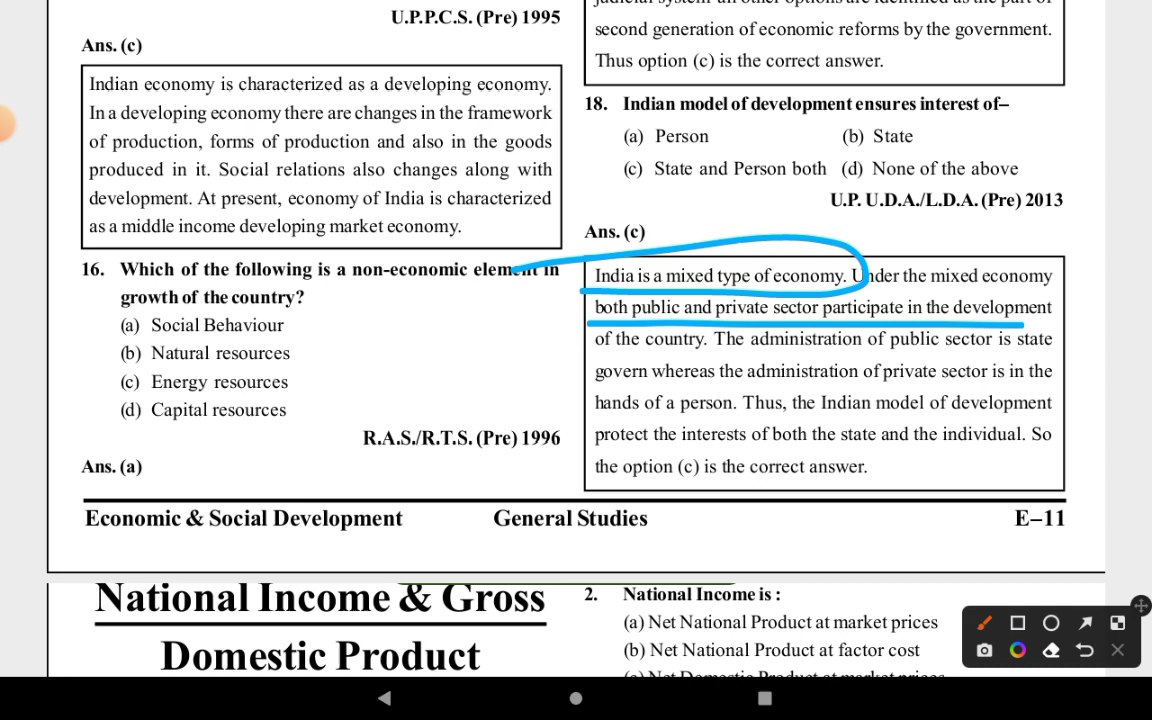 U.P.P.C.S. (Pre) 1995
Ans. (c)
Indian economy is characterized as a developing economy.
In a developing economy there are changes in the framework
of production, forms of production and also in the goods
produced in it. Social relations also changes along with
development. At present, economy of India is characterized
as a middle income developing market economy.
16. Which of the following is a non-economic element in
growth of the country?
(a) Social Behaviour
(b) Natural resources
(c) Energy resources
(d) Capital resources
R.A.S./R.T.S. (Pre) 1996
Ans. (a)
second generation of economic reforms by the government.
Thus option (c) is the correct answer.
18. Indian model of development ensures interest of–
(a) Person (b) State
(c) State and Person both (d) None of the above
U.P. U.D.A./L.D.A. (Pre) 2013
Ans. (c)
India is a mixed type of economy. Under the mixed economy
both public and private sector participate in the development
of the country. The administration of public sector is state
govern whereas the administration of private sector is in the
hands of a person. Thus, the Indian model of development
protect the interests of both the state and the individual. So
the option (c) is the correct answer.
Economic & Social Development General Studies E–11
National Income & Gross
Domestic Product
2. National Income is :
(a) Net National Product at market prices
(b) Net National Product at factor cost
(c) Net Domestic Product at market prices